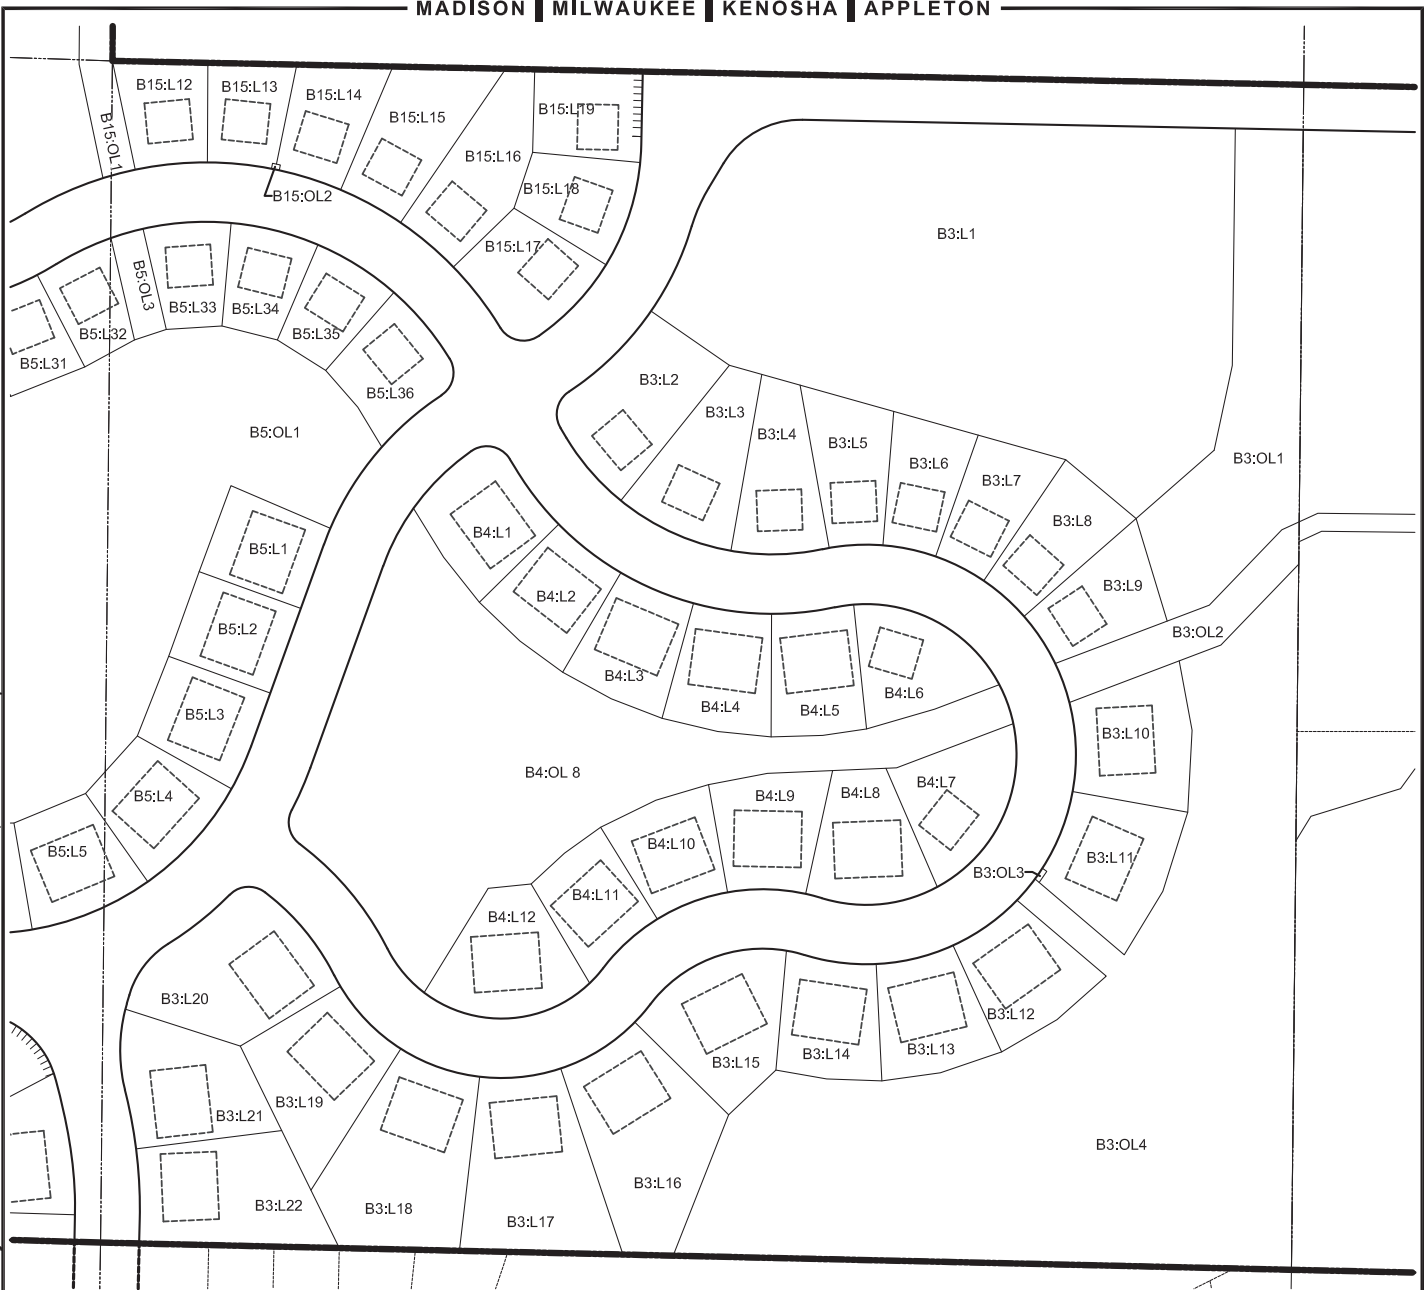 MADISON | MILWAUKEE | KENOSHA | APPLETON
B15:OL1
B15:L12
B15:L13
B15:L14
B15:L15
B15:L16
B15:L19
B15:L18
B15:L17
B15:OL2
B3:L1
B5:L31
B5:L32
B5:OL3
B5:L33
B5:L34
B5:L35
B5:L36
B5:OL1
B3:L2
B3:L3
B3:L4
B3:L5
B3:L6
B3:L7
B3:L8
B3:L9
B3:OL1
B3:OL2
B5:L1
B5:L2
B5:L3
B5:L4
B5:L5
B4:L1
B4:L2
B4:L3
B4:L4
B4:L5
B4:L6
B4:OL 8
B4:L7
B4:L8
B4:L9
B4:L10
B4:L11
B4:L12
B3:L10
B3:L11
B3:OL3
B3:L12
B3:L13
B3:L14
B3:L15
B3:L16
B3:L17
B3:L18
B3:L19
B3:L20
B3:L21
B3:L22
B3:OL4